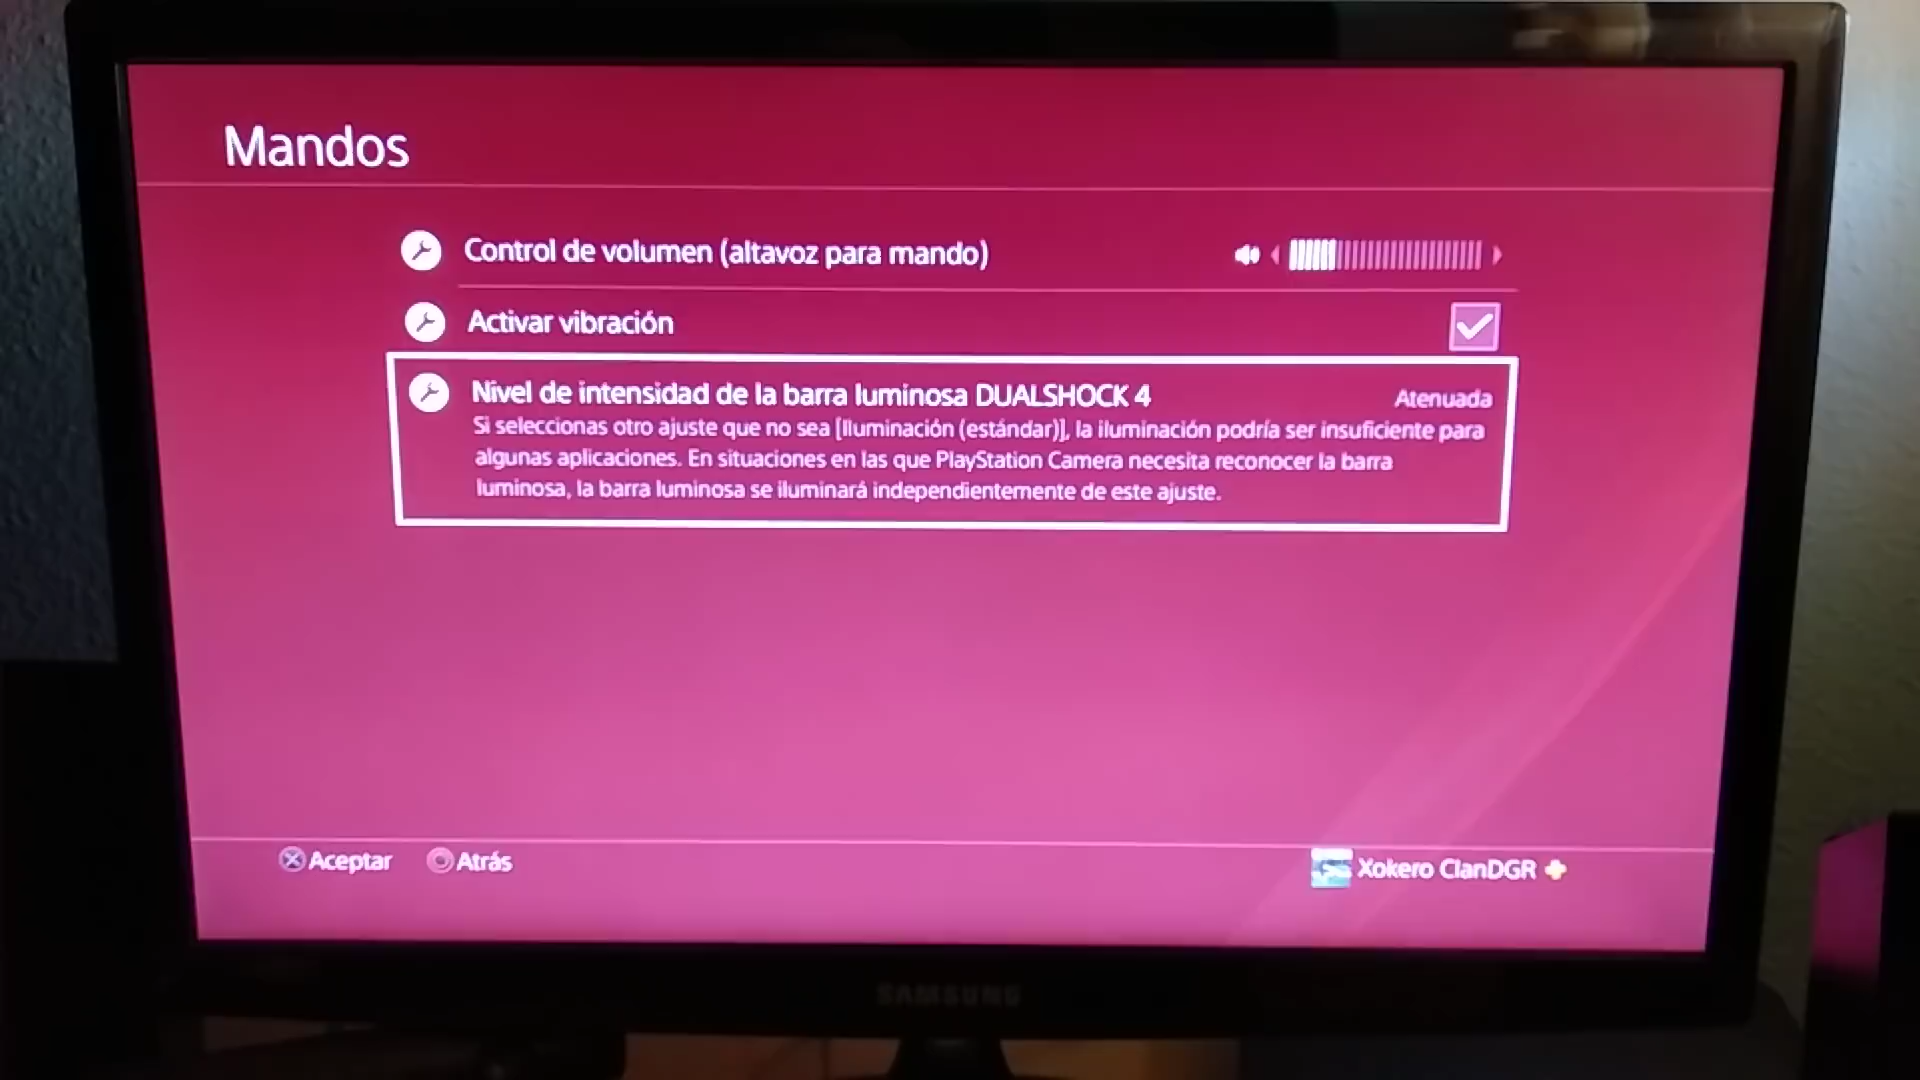 Mandos
Control de volumen (altavoz para mando)
Activar vibración
Nivel de intensidad de la barra luminosa DUALSHOCK 4 Atenuada
Si seleccionas otro ajuste que no sea [Iluminación (estándar)], la iluminación podría ser insuficiente para
algunas aplicaciones. En situaciones en las que PlayStation Camera necesita reconocer la barra
luminosa, la barra luminosa se iluminará independientemente de este ajuste.
Aceptar Atrás
Xokero ClanDGR
SAMSUNG